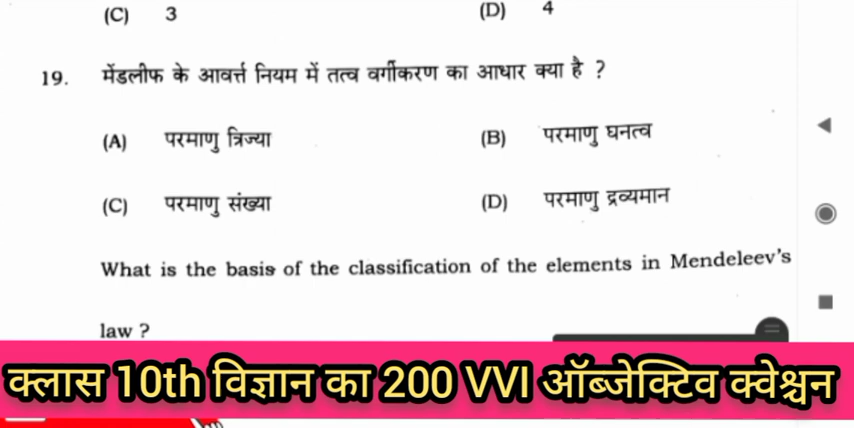 (C) 3 (D) 4
19. मेंडलीफ के आवर्त्त नियम में तत्व वर्गीकरण का आधार क्या है ?
(A) परमाणु त्रिज्या (B) परमाणु घनत्व
(C) परमाणु संख्या (D) परमाणु द्रव्यमान
What is the basis of the classification of the elements in Mendeleev's
law ?
क्लास 10th विज्ञान का 200 VVI ऑब्जेक्टिव क्वेश्चन